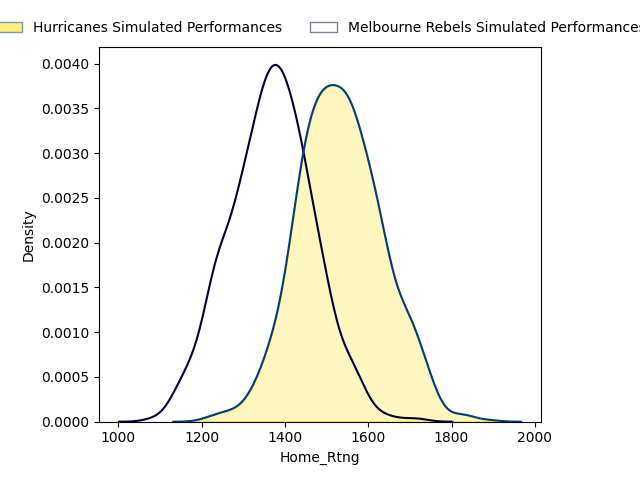 Hurricanes Simulated Performances Melbourne Rebels Simulated Performances
0.0040
0.0035
0.0030
0.0025
0.0020
0.0015
0.0010
0.0005
0.0000
Density
1000 1200 1400 1600 1800 2000
Home_Rtng